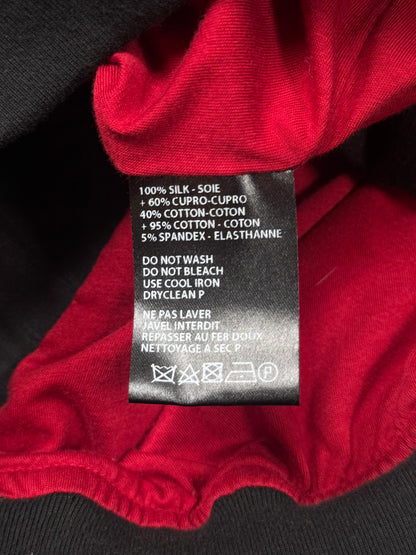 100% SILK - SOIE
+ 60% CUPRO-CUPRO
40% COTTON-COTON
+ 95% COTTON - COTON
5% SPANDEX - ELASTHANNE
DO NOT WASH
DO NOT BLEACH
USE COOL IRON
DRYCLEAN P
NE PAS LAVER
JAVEL INTERDIT
REPASSER AU FER DOUX
NETTOYAGE A SEC P
P